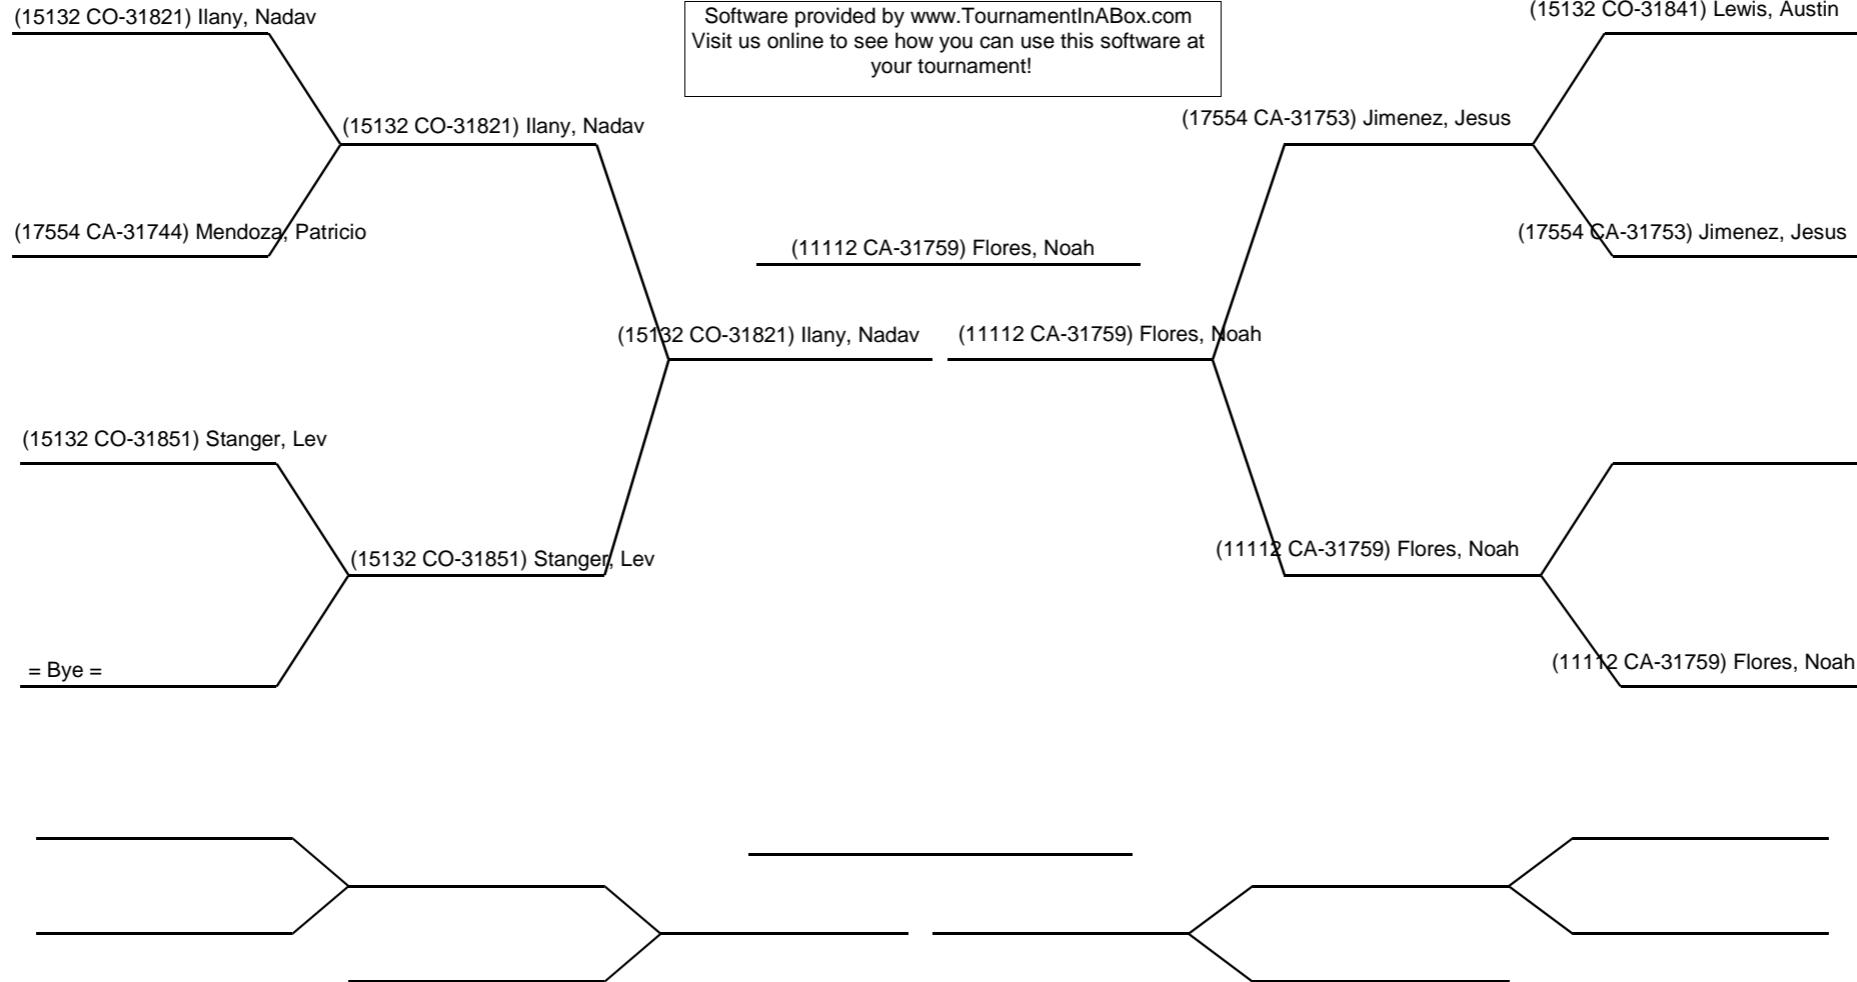 (15132 CO-31821) Ilany, Nadav
Software provided by www.TournamentInABox.com
Visit us online to see how you can use this software at
your tournament!
(15132 CO-31841) Lewis, Austin
(15132 CO-31821) Ilany, Nadav
(17554 CA-31753) Jimenez, Jesus
(17554 CA-31744) Mendoza, Patricio
(11112 CA-31759) Flores, Noah
(17554 CA-31753) Jimenez, Jesus
(15132 CO-31821) Ilany, Nadav
(11112 CA-31759) Flores, Noah
(15132 CO-31851) Stanger, Lev
(15132 CO-31851) Stanger, Lev
(11112 CA-31759) Flores, Noah
= Bye =
(11112 CA-31759) Flores, Noah